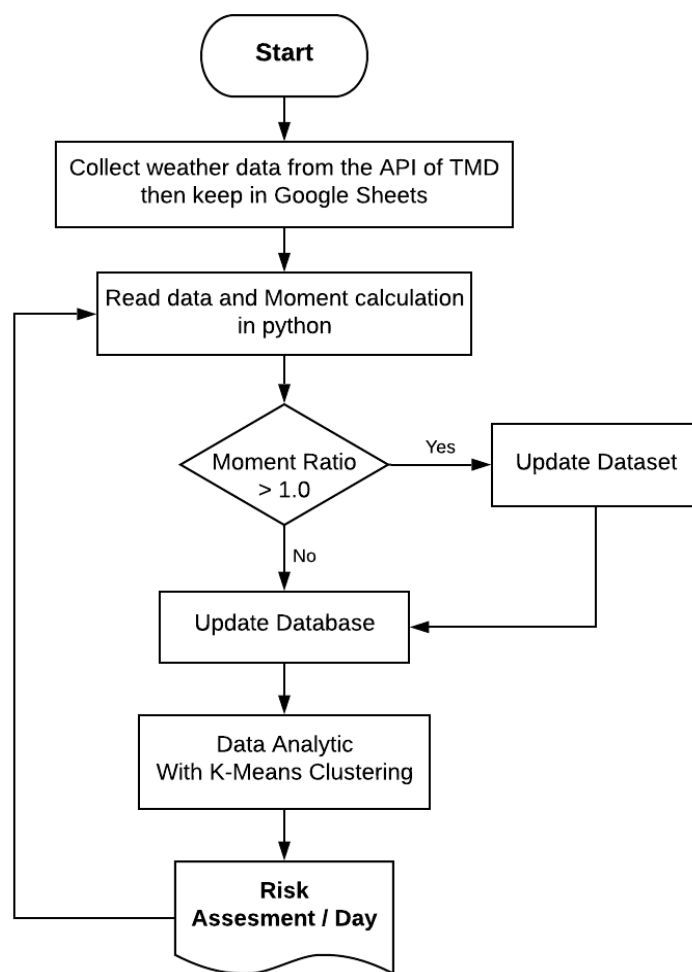 Start
Collect weather data from the API of TMD
then keep in Google Sheets
Read data and Moment calculation
in python
Moment Ratio
> 1.0
Yes
Update Dataset
No
Update Database
Data Analytic
With K-Means Clustering
Risk
Assesment / Day